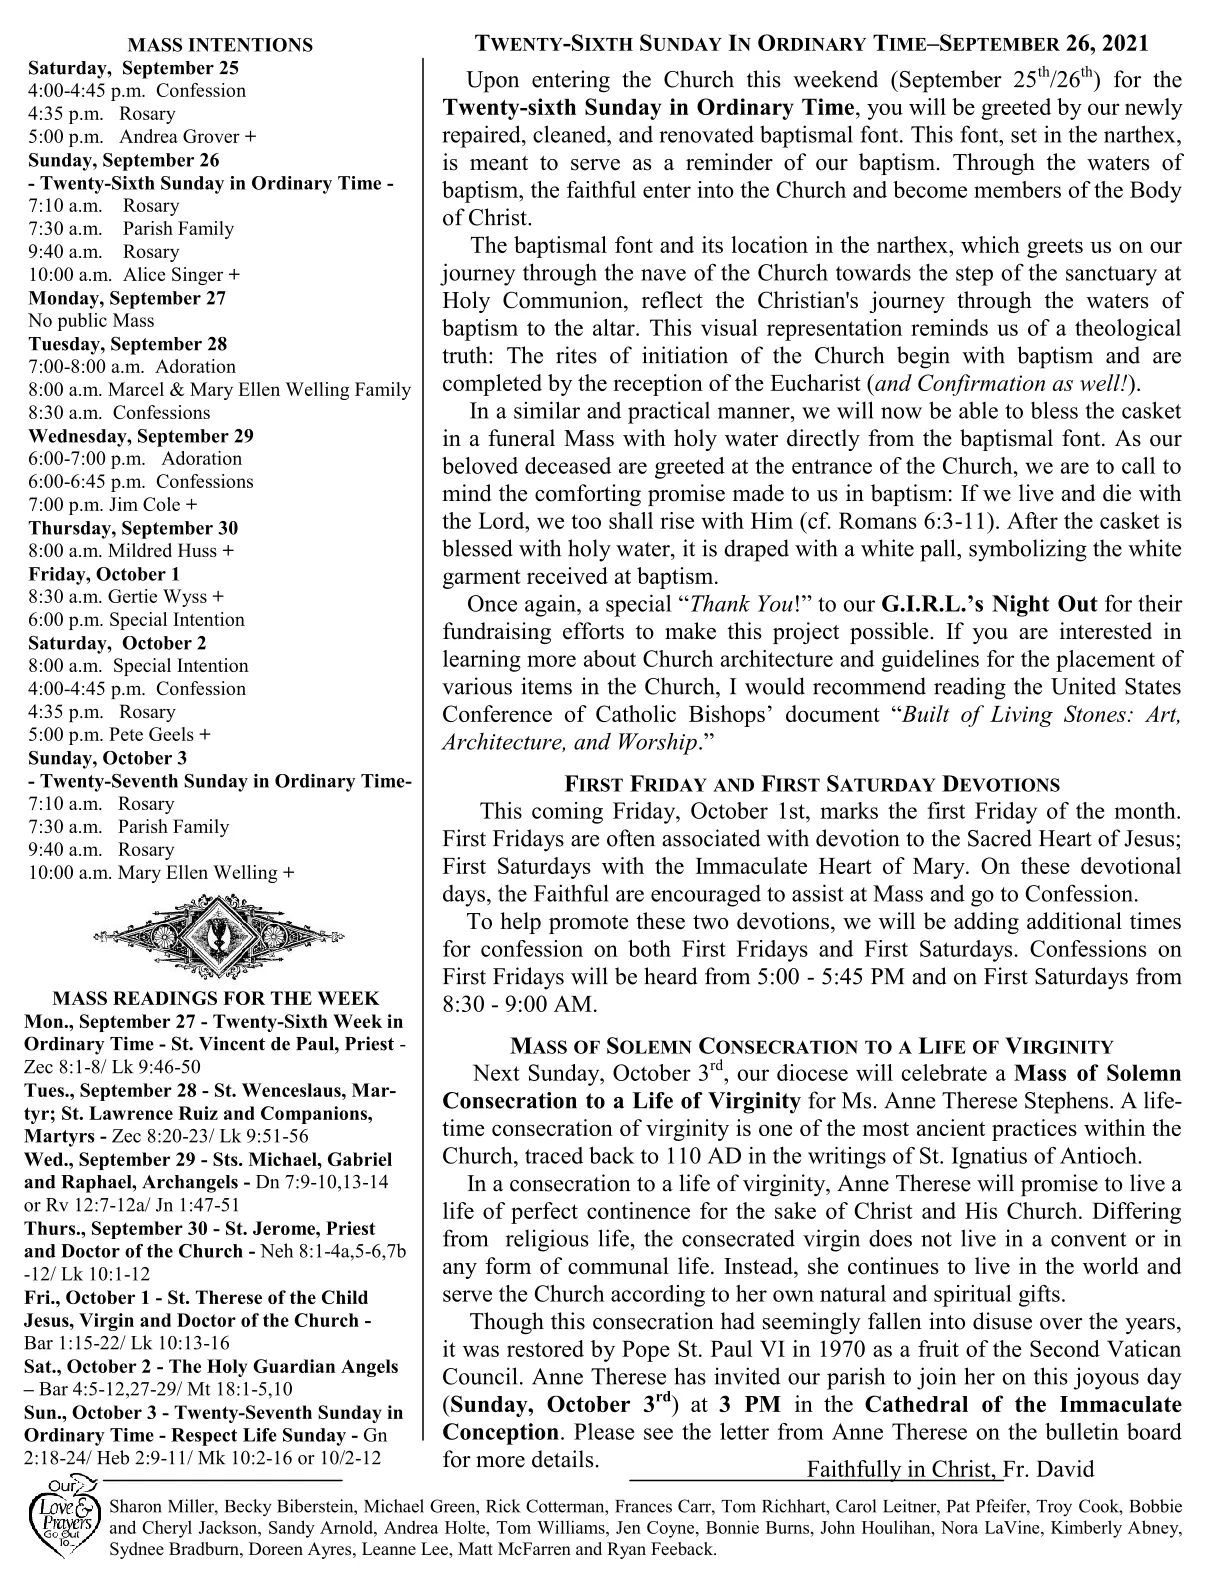 MASS INTENTIONS
Saturday,  September 25
4:00-4:45 p.m.  Confession
4:35 p.m.   Rosary
5:00 p.m.   Andrea Grover +
Sunday, September 26
- Twenty-Sixth Sunday in Ordinary Time -
7:10 a.m.    Rosary
7:30 a.m.    Parish Family
9:40 a.m.    Rosary
10:00 a.m.  Alice Singer +
Monday, September 27
No public Mass
Tuesday, September 28
7:00-8:00 a.m.  Adoration
8:00 a.m. Marcel & Mary Ellen Welling Family
8:30 a.m.  Confessions
Wednesday, September 29
6:00-7:00 p.m.   Adoration
6:00-6:45 p.m.  Confessions
7:00 p.m. Jim Cole +
Thursday, September 30
8:00 a.m. Mildred Huss +
Friday, October 1
8:30 a.m. Gertie Wyss +
6:00 p.m. Special Intention
Saturday,  October 2
8:00 a.m.  Special Intention
4:00-4:45 p.m.  Confession
4:35 p.m.   Rosary
5:00 p.m. Pete Geels +
Sunday, October 3
- Twenty-Seventh Sunday in Ordinary Time-
7:10 a.m.   Rosary
7:30 a.m.   Parish Family
9:40 a.m.   Rosary
10:00 a.m. Mary Ellen Welling +
MASS READINGS FOR THE WEEK
Mon., September 27 - Twenty-Sixth Week in
Ordinary Time - St. Vincent de Paul, Priest -
Zec 8:1-8/ Lk 9:46-50
Tues., September 28 - St. Wenceslaus, Mar-
tyr; St. Lawrence Ruiz and Companions,
Martyrs - Zec 8:20-23/ Lk 9:51-56
Wed., September 29 - Sts. Michael, Gabriel
and Raphael, Archangels - Dn 7:9-10,13-14
or Rv 12:7-12a/ Jn 1:47-51
Thurs., September 30 - St. Jerome, Priest
and Doctor of the Church - Neh 8:1-4a,5-6,7b
-12/ Lk 10:1-12
Fri., October 1 - St. Therese of the Child
Jesus, Virgin and Doctor of the Church -
Bar 1:15-22/ Lk 10:13-16
Sat., October 2 - The Holy Guardian Angels
– Bar 4:5-12,27-29/ Mt 18:1-5,10
Sun., October 3 - Twenty-Seventh Sunday in
Ordinary Time - Respect Life Sunday - Gn
2:18-24/ Heb 2:9-11/ Mk 10:2-16 or 10/2-12
TWENTY-SIXTH SUNDAY IN ORDINARY TIME–SEPTEMBER 26, 2021
Upon entering the Church this weekend (September 25th/26th) for the
Twenty-sixth Sunday in Ordinary Time, you will be greeted by our newly
repaired, cleaned, and renovated baptismal font. This font, set in the narthex,
is meant to serve as a reminder of our baptism. Through the waters of
baptism, the faithful enter into the Church and become members of the Body
of Christ.
The baptismal font and its location in the narthex, which greets us on our
journey through the nave of the Church towards the step of the sanctuary at
Holy Communion, reflect the Christian's journey through the waters of
baptism to the altar. This visual representation reminds us of a theological
truth: The rites of initiation of the Church begin with baptism and are
completed by the reception of the Eucharist (and Confirmation as well!).
In a similar and practical manner, we will now be able to bless the casket
in a funeral Mass with holy water directly from the baptismal font. As our
beloved deceased are greeted at the entrance of the Church, we are to call to
mind the comforting promise made to us in baptism: If we live and die with
the Lord, we too shall rise with Him (cf. Romans 6:3-11). After the casket is
blessed with holy water, it is draped with a white pall, symbolizing the white
garment received at baptism.
Once again, a special “Thank You!” to our G.I.R.L.’s Night Out for their
fundraising efforts to make this project possible. If you are interested in
learning more about Church architecture and guidelines for the placement of
various items in the Church, I would recommend reading the United States
Conference of Catholic Bishops’ document “Built of Living Stones: Art,
Architecture, and Worship.”
FIRST FRIDAY AND FIRST SATURDAY DEVOTIONS
This coming Friday, October 1st, marks the first Friday of the month.
First Fridays are often associated with devotion to the Sacred Heart of Jesus;
First Saturdays with the Immaculate Heart of Mary. On these devotional
days, the Faithful are encouraged to assist at Mass and go to Confession.
To help promote these two devotions, we will be adding additional times
for confession on both First Fridays and First Saturdays. Confessions on
First Fridays will be heard from 5:00 - 5:45 PM and on First Saturdays from
8:30 - 9:00 AM.
MASS OF SOLEMN CONSECRATION TO A LIFE OF VIRGINITY
Next Sunday, October 3rd, our diocese will celebrate a Mass of Solemn
Consecration to a Life of Virginity for Ms. Anne Therese Stephens. A life-
time consecration of virginity is one of the most ancient practices within the
Church, traced back to 110 AD in the writings of St. Ignatius of Antioch.
In a consecration to a life of virginity, Anne Therese will promise to live a
life of perfect continence for the sake of Christ and His Church. Differing
from  religious life, the consecrated virgin does not live in a convent or in
any form of communal life. Instead, she continues to live in the world and
serve the Church according to her own natural and spiritual gifts.
Though this consecration had seemingly fallen into disuse over the years,
it was restored by Pope St. Paul VI in 1970 as a fruit of the Second Vatican
Council. Anne Therese has invited our parish to join her on this joyous day
(Sunday, October 3rd) at 3 PM in the Cathedral of the Immaculate
Conception. Please see the letter from Anne Therese on the bulletin board
for more details.
Faithfully in Christ, Fr. David
Our
Love &
Prayers
Go Out
To...
Sharon Miller, Becky Biberstein, Michael Green, Rick Cotterman, Frances Carr, Tom Richhart, Carol Leitner, Pat Pfeifer, Troy Cook, Bobbie
and Cheryl Jackson, Sandy Arnold, Andrea Holte, Tom Williams, Jen Coyne, Bonnie Burns, John Houlihan, Nora LaVine, Kimberly Abney,
Sydnee Bradburn, Doreen Ayres, Leanne Lee, Matt McFarren and Ryan Feeback.